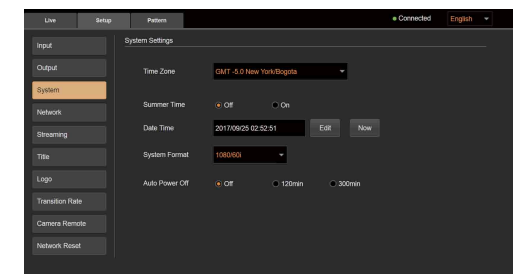 Live Setup Pattern Connected English
Input
Output
System
Network
Streaming
Title
Logo
Transition Rate
Camera Remote
Network Reset
System Settings
Time Zone GMT -5.0 New York/Bogota
Summer Time Off On
Date Time 2017/09/25 02:52:51 Edit Now
System Format 1080/60i
Auto Power Off Off 120min 300min